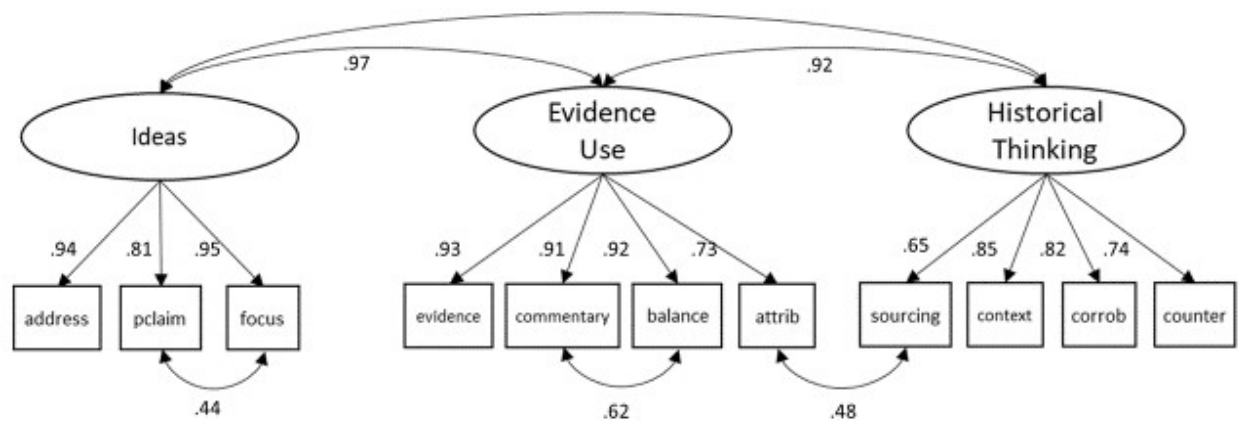 .97
.92
Ideas
Evidence
Use
Historical
Thinking
.94
.81
.95
.93
.91
.92
.73
.65
.85
.82
.74
address
pclaim
focus
evidence
commentary
balance
attrib
sourcing
context
corrob
counter
.44
.62
.48